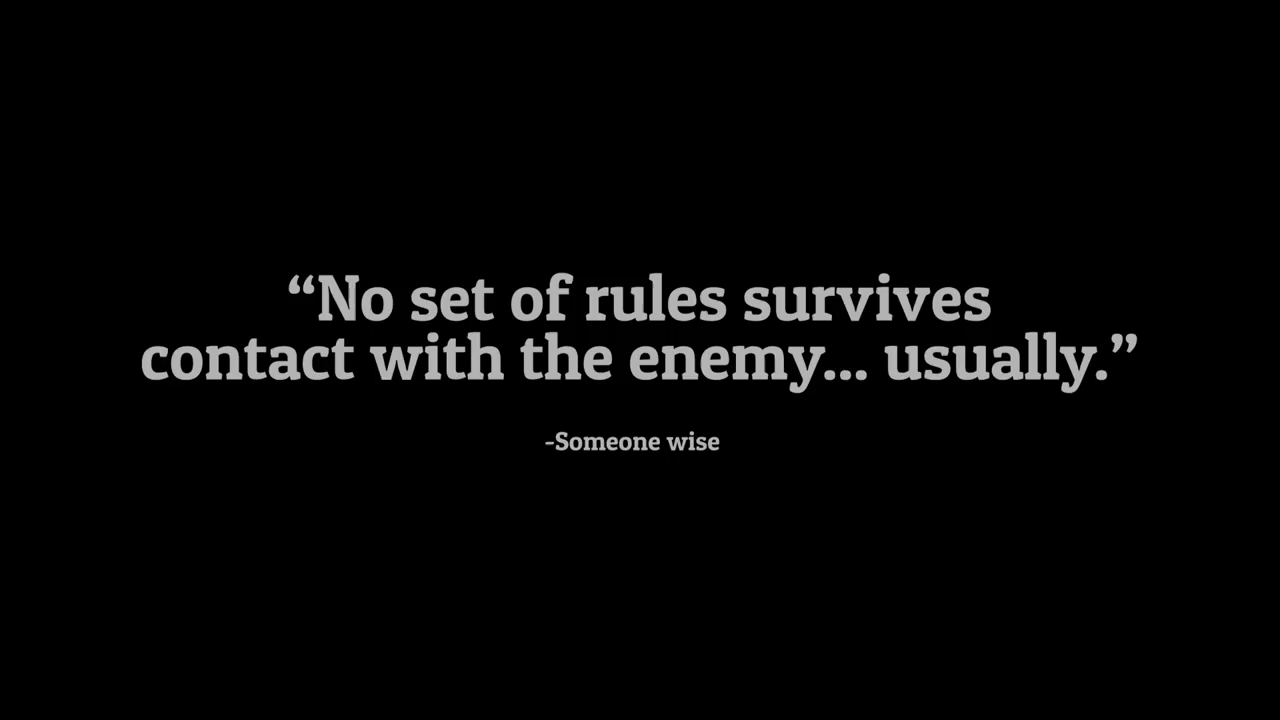 “No set of rules survives
contact with the enemy... usually.”
-Someone wise